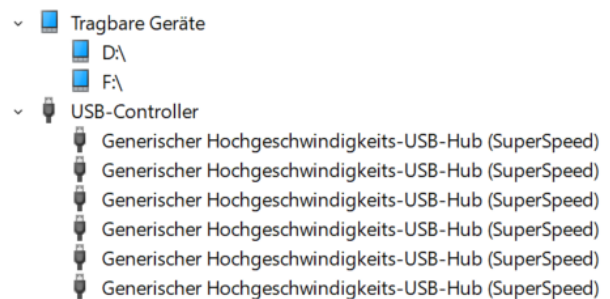 Tragbare Geräte
D:\
F:\
USB-Controller
Generischer Hochgeschwindigkeits-USB-Hub (SuperSpeed)
Generischer Hochgeschwindigkeits-USB-Hub (SuperSpeed)
Generischer Hochgeschwindigkeits-USB-Hub (SuperSpeed)
Generischer Hochgeschwindigkeits-USB-Hub (SuperSpeed)
Generischer Hochgeschwindigkeits-USB-Hub (SuperSpeed)
Generischer Hochgeschwindigkeits-USB-Hub (SuperSpeed)